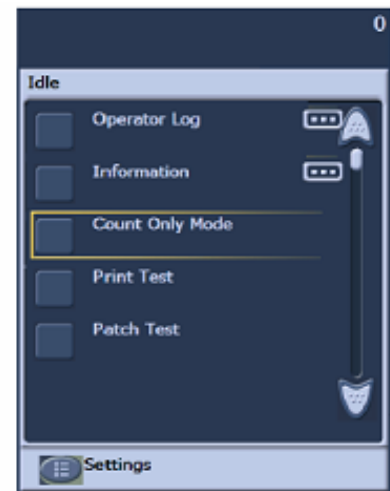 0
Idle
Operator Log
Information
Count Only Mode
Print Test
Patch Test
Settings